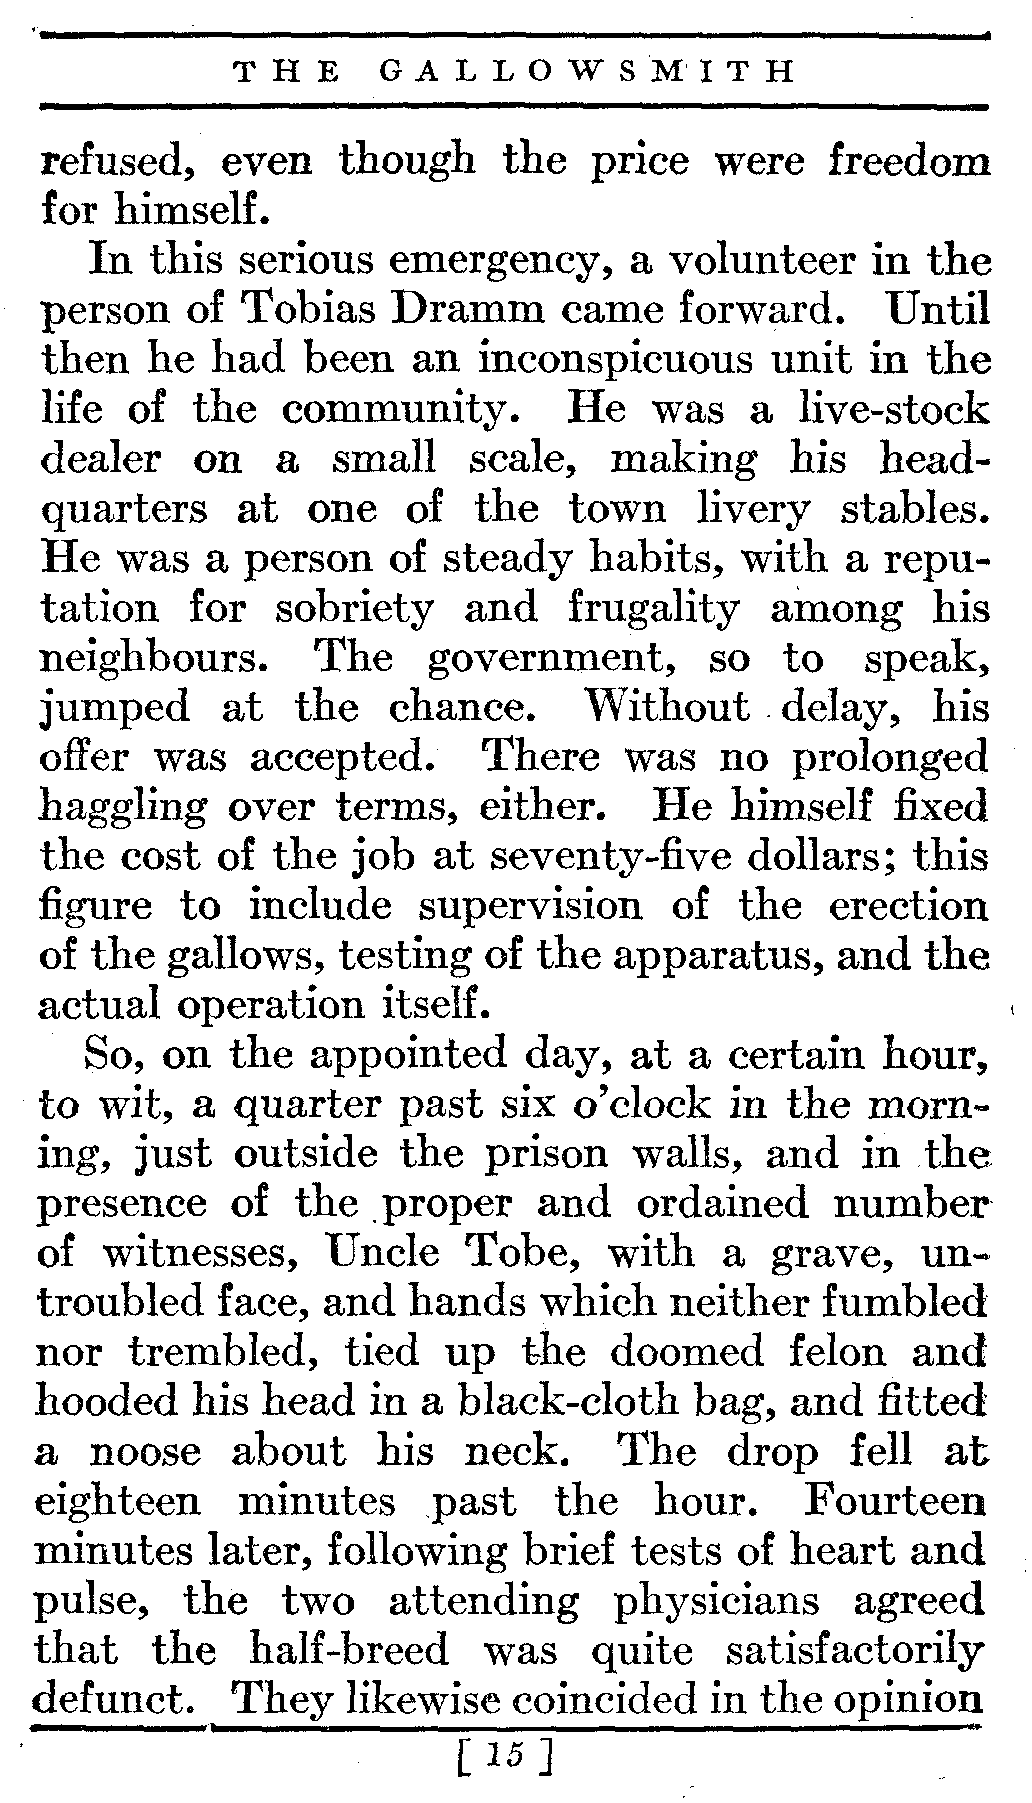 THE GALLOWSMITH
refused, even though the price were freedom
for himself.
In this serious emergency, a volunteer in the
person of Tobias Dramm came forward. Until
then he had been an inconspicuous unit in the
life of the community. He was a live-stock
dealer on a small scale, making his head-
quarters at one of the town livery stables.
He was a person of steady habits, with a repu-
tation for sobriety and frugality among his
neighbours. The government, so to speak,
jumped at the chance. Without delay, his
offer was accepted. There was no prolonged
haggling over terms, either. He himself fixed
the cost of the job at seventy-five dollars; this
figure to include supervision of the erection
of the gallows, testing of the apparatus, and the
actual operation itself.
So, on the appointed day, at a certain hour,
to wit, a quarter past six o'clock in the morn-
ing, just outside the prison walls, and in the
presence of the proper and ordained number
of witnesses, Uncle Tobe, with a grave, un-
troubled face, and hands which neither fumbled
nor trembled, tied up the doomed felon and
hooded his head in a black-cloth bag, and fitted
a noose about his neck. The drop fell at
eighteen minutes past the hour. Fourteen
minutes later, following brief tests of heart and
pulse, the two attending physicians agreed
that the half-breed was quite satisfactorily
defunct. They likewise coincided in the opinion
[ 15 ]